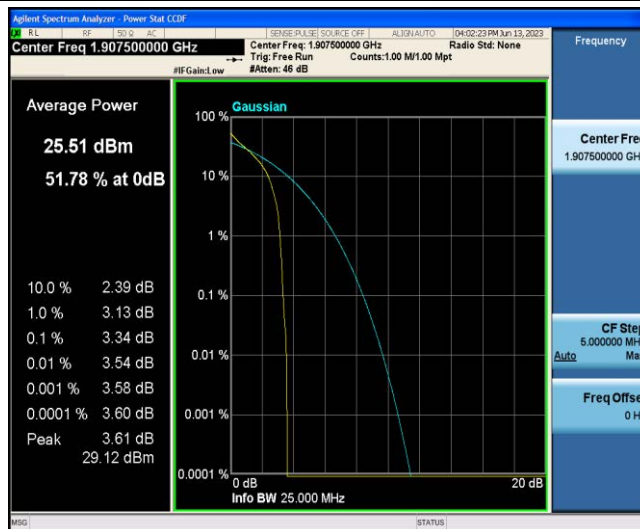 Agilent Spectrum Analyzer - Power Stat CCDF
RL RF 50 Ω AC SENSE:PULSE SOURCE OFF ALIGNAUTO 04:02:23 PM Jun 13, 2023
Center Freq 1.907500000 GHz
Center Freq: 1.907500000 GHz Radio Std: None
Trig: Free Run Counts:1.00 M/1.00 Mpt
#IFGain:Low #Atten: 46 dB
Frequency
Average Power
25.51 dBm
51.78 % at 0dB
10.0 % 2.39 dB
1.0 % 3.13 dB
0.1 % 3.34 dB
0.01 % 3.54 dB
0.001 % 3.58 dB
0.0001 % 3.60 dB
Peak 3.61 dB
29.12 dBm
Gaussian
100 %
10 %
1 %
0.1 %
0.01 %
0.001 %
0.0001 %
0 dB 20 dB
Info BW 25.000 MHz
Center Fre
1.907500000 GH
CF Step
5.000000 MH
Auto Ma
Freq Offse
0 H
MSG STATUS